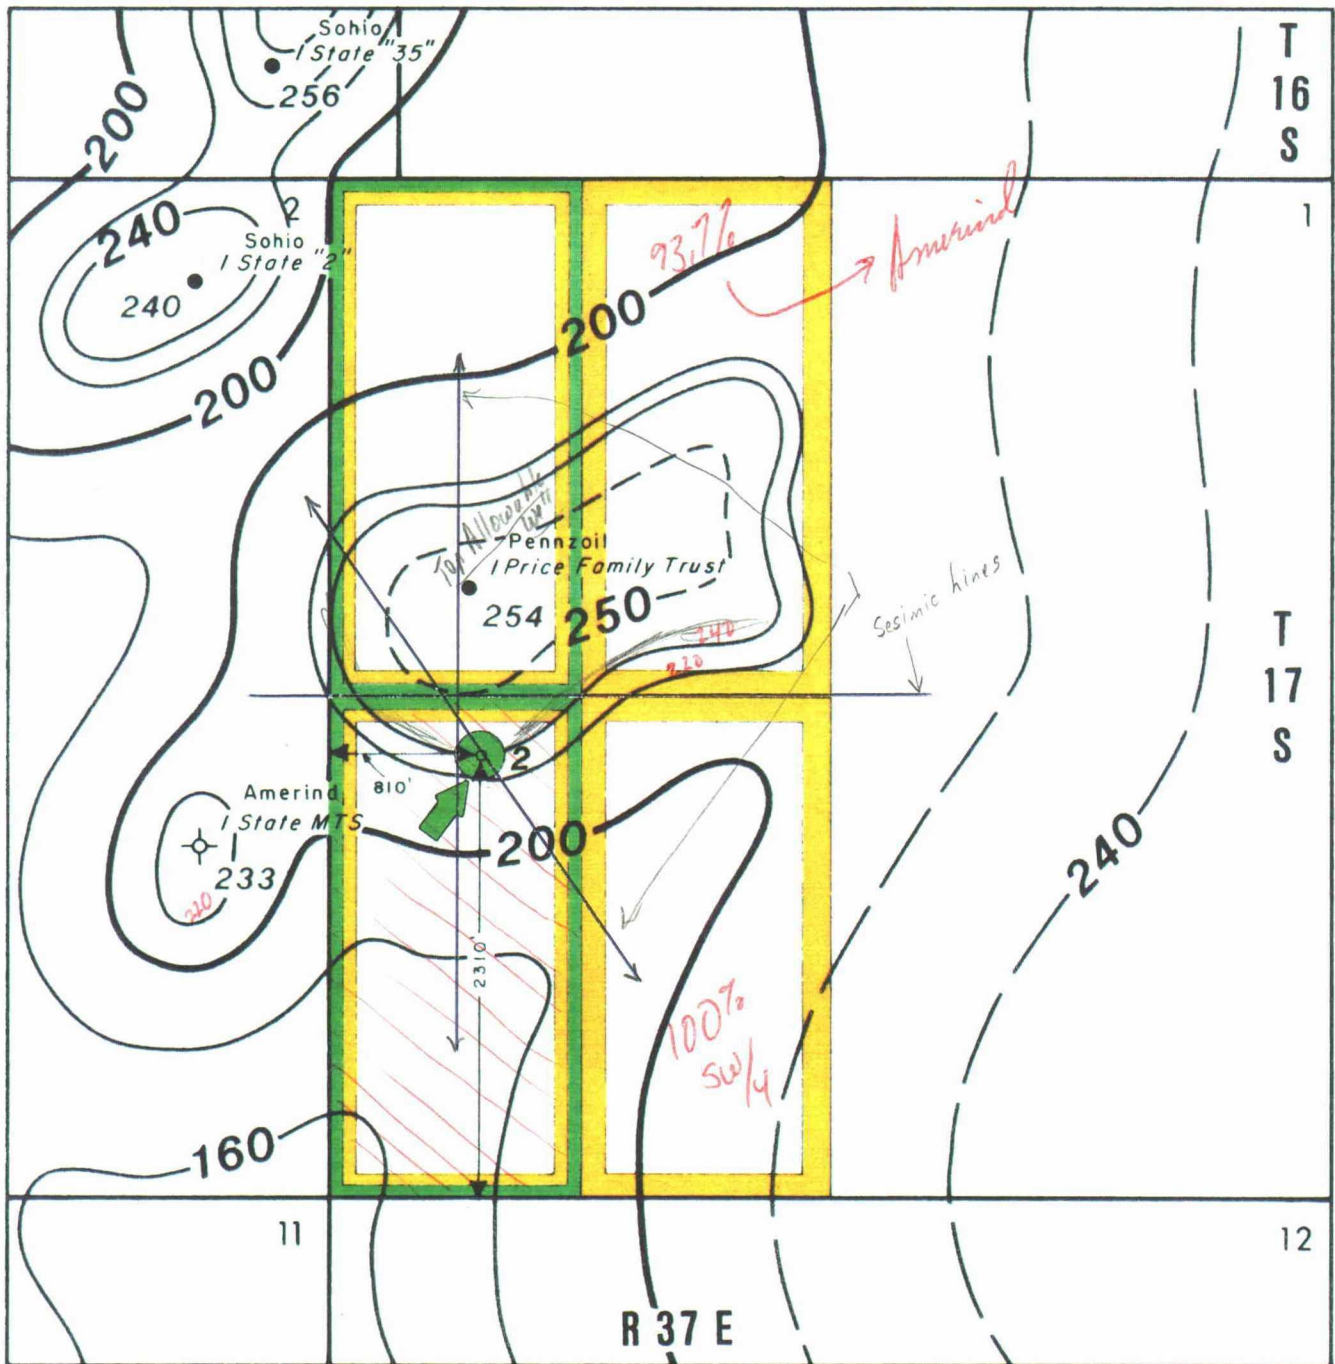 Sohio
1 State "35"
256
T
16
S
200
2
1
240
Sohio
1 State "2"
240
93.7%
Amerind
200
200
Top Allowable
Well
Pennzoil
1 Price Family Trust
254
250
240
220
Sesimic lines
T
17
S
2
810'
Amerind
1 State MTS
233
220
200
240
2310'
100%
SW/4
160
11
12
R 37 E